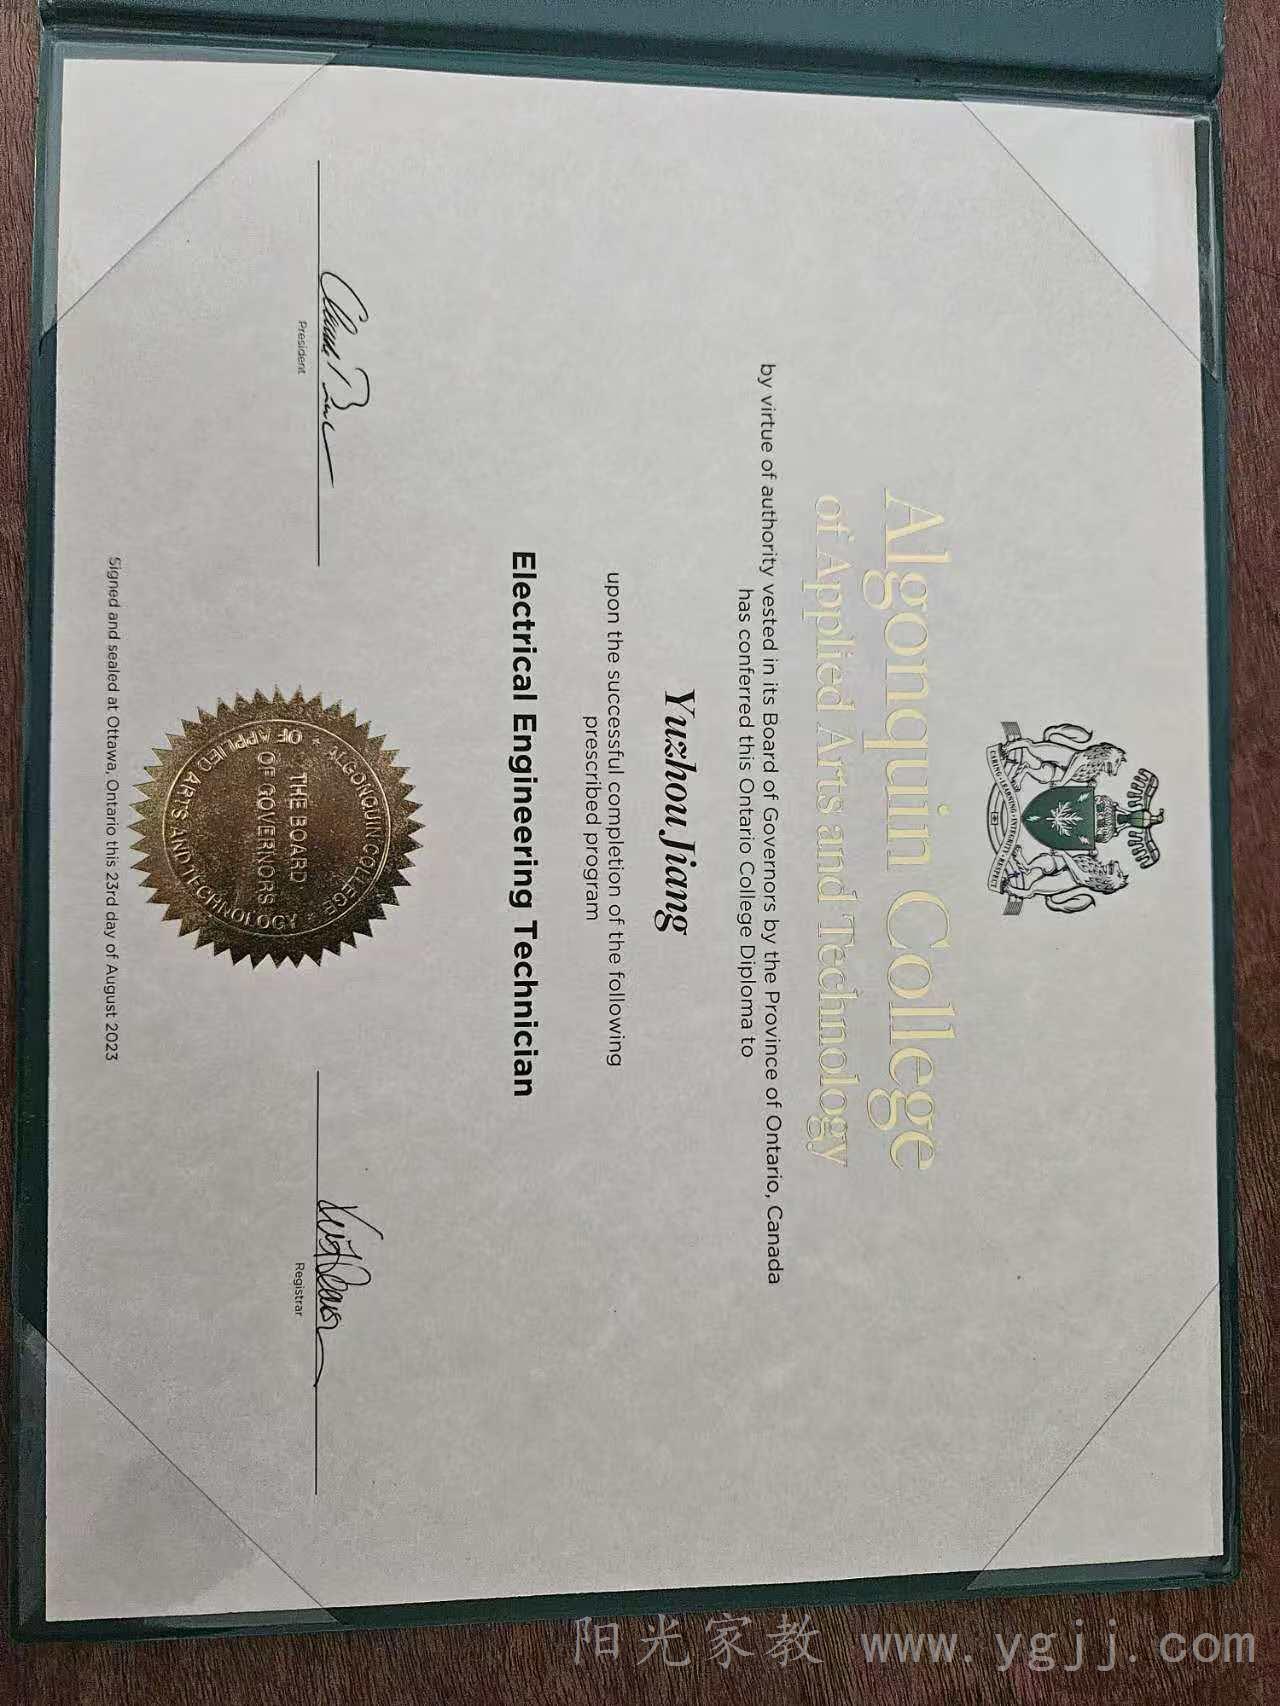 CARING · LEARNING · INTEGRITY · RESPECT
Algonquin College
of Applied Arts and Technology
by virtue of authority vested in its Board of Governors by the Province of Ontario, Canada
has conferred this Ontario College Diploma to
Yuzhou Jiang
upon the successful completion of the following
prescribed program
Electrical Engineering Technician
President
Registrar
ALGONQUIN COLLEGE
OF APPLIED ARTS AND TECHNOLOGY
THE BOARD
OF GOVERNORS
Signed and sealed at Ottawa, Ontario this 23rd day of August 2023
阳光家教 www.ygjj.com